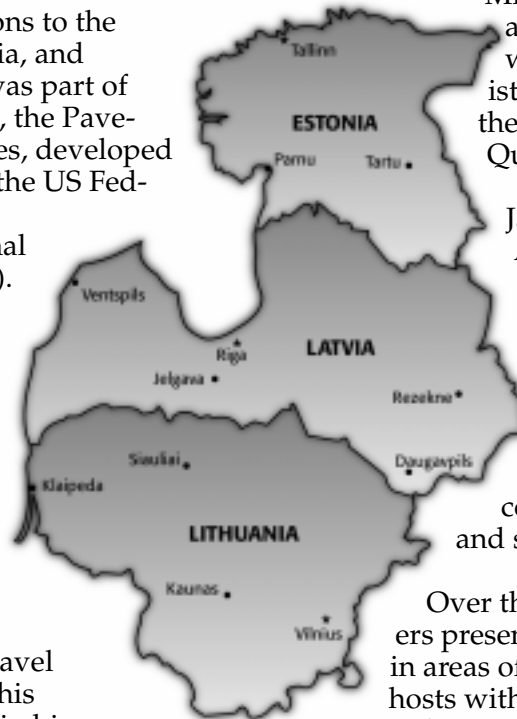 ons to the
ia, and
vas part of
, the Pave-
es, developed
the US Fed-
nal
).
Tallinn
ESTONIA
Parnu
Tartu
Ventspils
Riga
LATVIA
Jelgava
Rezekne
Daugavpils
Siauliai
Klaipeda
LITHUANIA
Kaunas
Vilnius
avel
his
a
w
ist
the
Qu
J
co
and s
Over th
ers presen
in areas of
hosts with